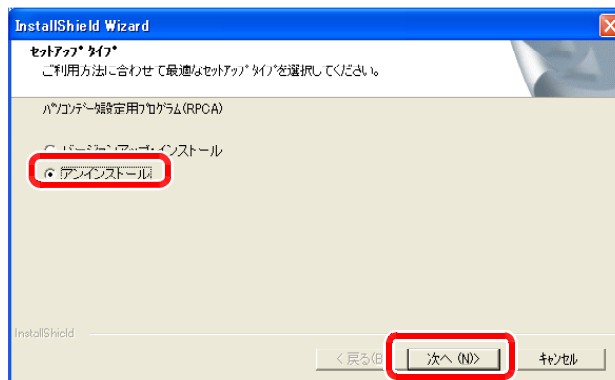 InstallShield Wizard
ｾｯﾄｱｯﾌﾟ ﾀｲﾌﾟ
ご利用方法に合わせて最適なｾｯﾄｱｯﾌﾟ ﾀｲﾌﾟを選択してください。
ﾊﾟｿｺﾝﾃﾞｰﾀ設定用ﾌﾟﾛｸﾞﾗﾑ(RPCA)
バージョンアップ・インストール
アンインストール
InstallShield
< 戻る(B
次へ (N)>
ｷｬﾝｾﾙ